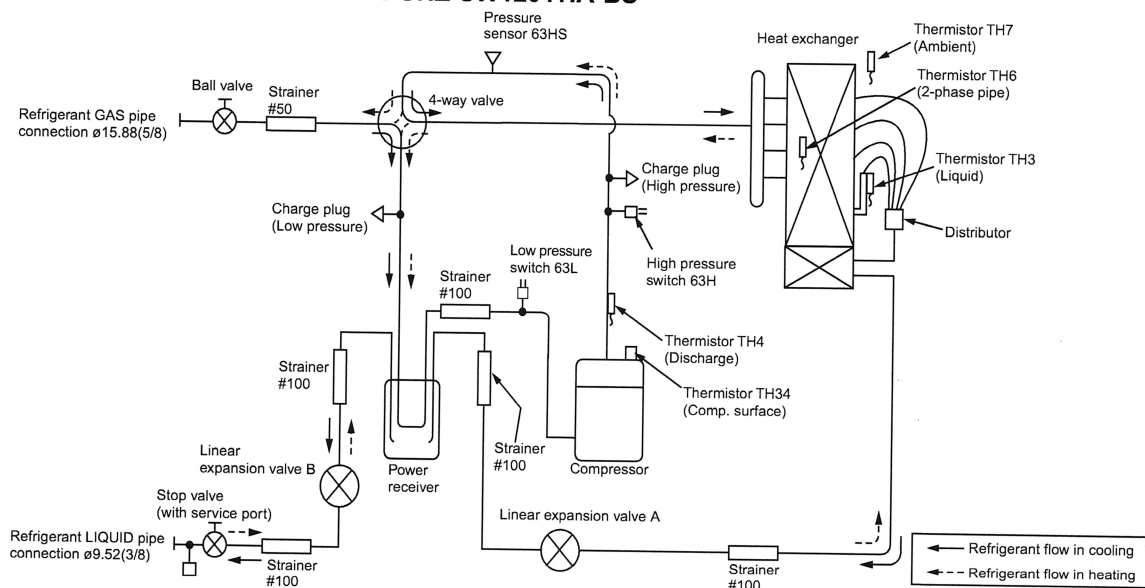 Pressure
sensor 63HS
Heat exchanger
Thermistor TH7
(Ambient)
Thermistor TH6
(2-phase pipe)
Ball valve
Strainer
#50
4-way valve
Refrigerant GAS pipe
connection ø15.88(5/8)
Thermistor TH3
(Liquid)
Charge plug
(High pressure)
Charge plug
(Low pressure)
Distributor
Low pressure
switch 63L
High pressure
switch 63H
Strainer
#100
Thermistor TH4
(Discharge)
Strainer
#100
Thermistor TH34
(Comp. surface)
Strainer
#100
Linear
expansion valve B
Power
receiver
Compressor
Stop valve
(with service port)
Linear expansion valve A
Refrigerant LIQUID pipe
connection ø9.52(3/8)
Strainer
#100
Strainer
#100
Refrigerant flow in cooling
Refrigerant flow in heating